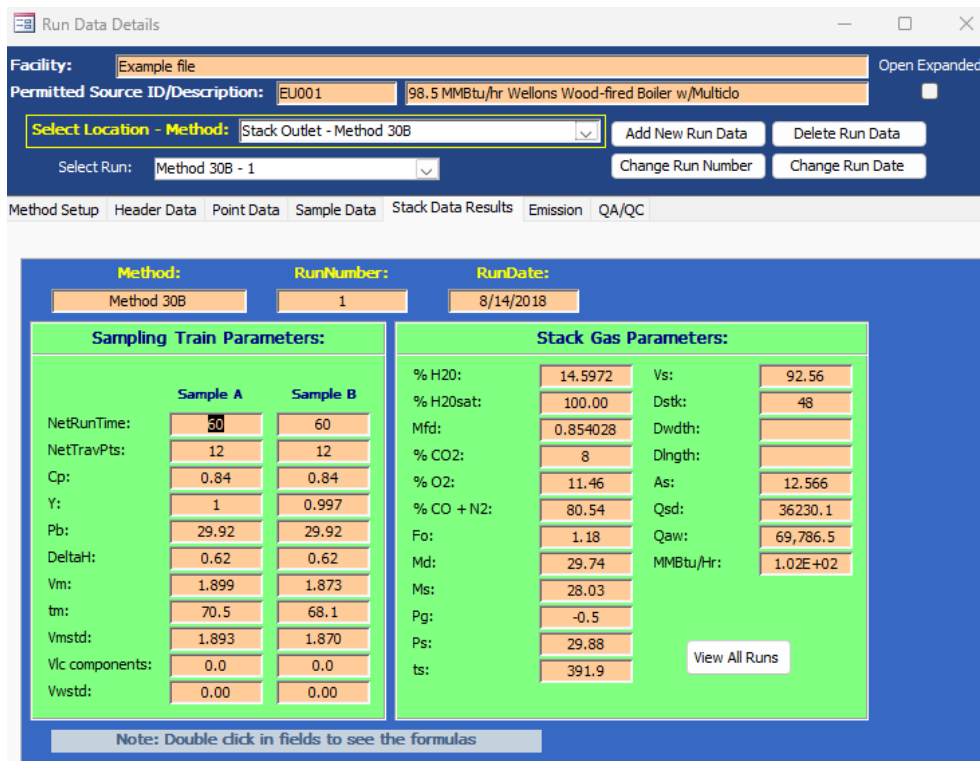 Run Data Details
Facility: Example file Open Expanded
Permitted Source ID/Description: EU001 98.5 MMBtu/hr Wellons Wood-fired Boiler w/Multiclo
Select Location - Method: Stack Outlet - Method 30B Add New Run Data Delete Run Data
Select Run: Method 30B - 1 Change Run Number Change Run Date
Method Setup Header Data Point Data Sample Data Stack Data Results Emission QA/QC
Method: RunNumber: RunDate:
Method 30B 1 8/14/2018
Sampling Train Parameters:
Sample A Sample B
NetRunTime: 60 60
NetTravPts: 12 12
Cp: 0.84 0.84
Y: 1 0.997
Pb: 29.92 29.92
DeltaH: 0.62 0.62
Vm: 1.899 1.873
tm: 70.5 68.1
Vmstd: 1.893 1.870
Vlc components: 0.0 0.0
Vwstd: 0.00 0.00
Stack Gas Parameters:
% H20: 14.5972 Vs: 92.56
% H20sat: 100.00 Dstk: 48
Mfd: 0.854028 Dwdth:
% CO2: 8 Dlngth:
% O2: 11.46 As: 12.566
% CO + N2: 80.54 Qsd: 36230.1
Fo: 1.18 Qaw: 69,786.5
Md: 29.74 MMBtu/Hr: 1.02E+02
Ms: 28.03
Pg: -0.5
Ps: 29.88
ts: 391.9
View All Runs
Note: Double click in fields to see the formulas